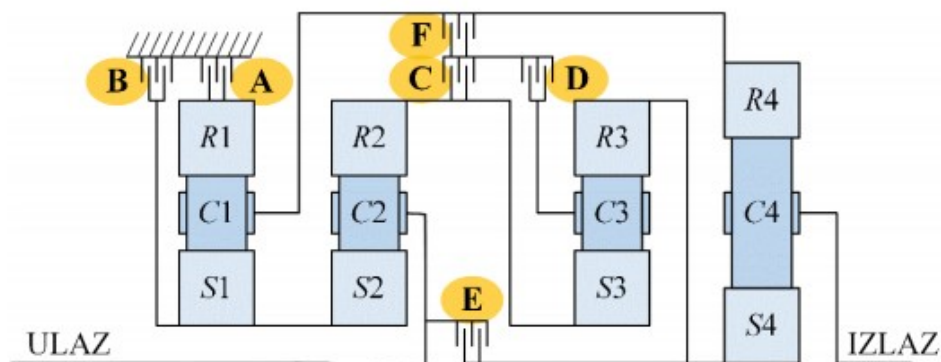 F
B A C D
R1 R2 R3 R4
C1 C2 C3 C4
S1 S2 S3 S4
E
ULAZ IZLAZ